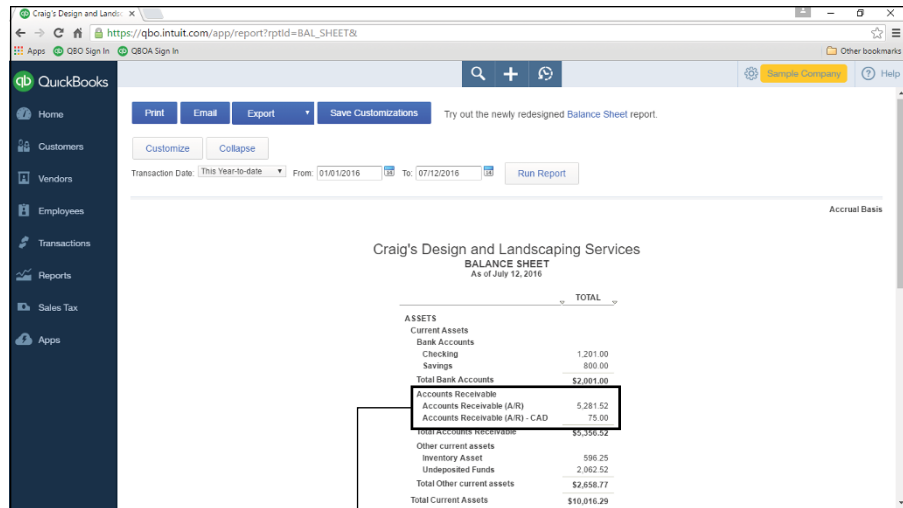 Craig's Design and Lands
https://qbo.intuit.com/app/report?rptId=BAL_SHEET&
Apps QBO Sign In QBOA Sign In Other bookmarks
qb QuickBooks
Sample Company Help
Home
Customers
Vendors
Employees
Transactions
Reports
Sales Tax
Apps
Print Email Export Save Customizations Try out the newly redesigned Balance Sheet report.
Customize Collapse
Transaction Date: This Year-to-date From: 01/01/2016 To: 07/12/2016 Run Report
Accrual Basis
Craig's Design and Landscaping Services
BALANCE SHEET
As of July 12, 2016
TOTAL
ASSETS
Current Assets
Bank Accounts
Checking 1,201.00
Savings 800.00
Total Bank Accounts $2,001.00
Accounts Receivable
Accounts Receivable (A/R) 5,281.52
Accounts Receivable (A/R) - CAD 75.00
Total Accounts Receivable $5,356.52
Other current assets
Inventory Asset 596.25
Undeposited Funds 2,062.52
Total Other current assets $2,658.77
Total Current Assets $10,016.29